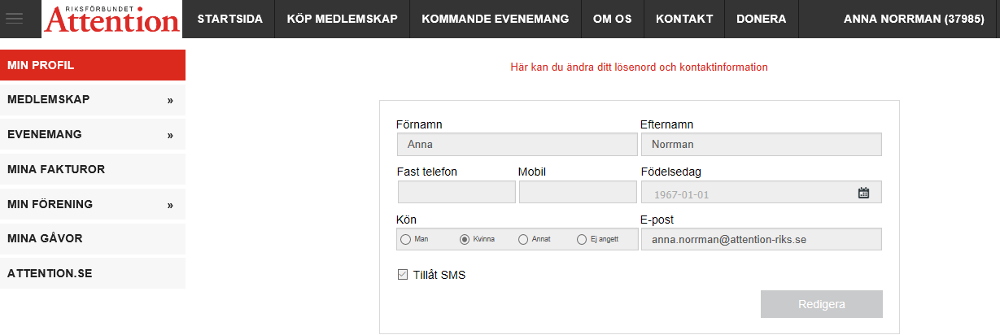 RIKSFÖRBUNDET
Attention
STARTSIDA KÖP MEDLEMSKAP KOMMANDE EVENEMANG OM OSS KONTAKT DONERA ANNA NORRMAN (37985)
MIN PROFIL
MEDLEMSKAP »
EVENEMANG »
MINA FAKTUROR
MIN FÖRENING »
MINA GÅVOR
ATTENTION.SE
Här kan du ändra ditt lösenord och kontaktinformation
Förnamn Efternamn
Anna Norrman
Fast telefon Mobil Födelsedag
1967-01-01
Kön E-post
Man Kvinna Annat Ej angett anna.norrman@attention-riks.se
Tillåt SMS
Redigera